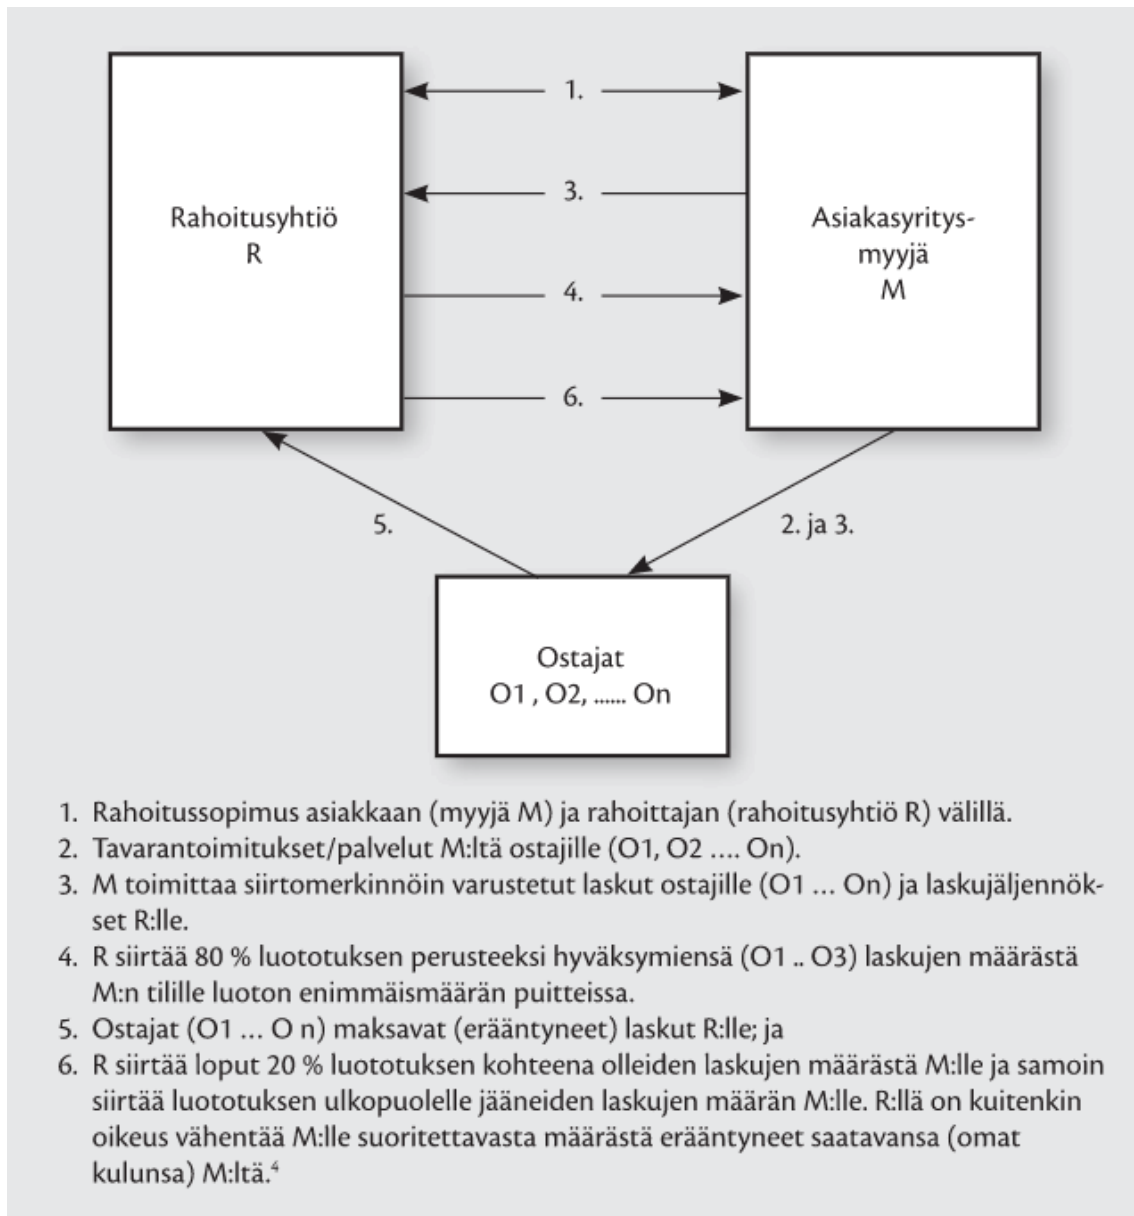 1.
3.
Rahoitusyhtiö
R
Asiakasyritys-
myyjä
M
4.
6.
5.
2. ja 3.
Ostajat
O1 , O2, ...... On
1. Rahoitussopimus asiakkaan (myyjä M) ja rahoittajan (rahoitusyhtiö R) välillä.
2. Tavarantoimitukset/palvelut M:ltä ostajille (O1, O2 .... On).
3. M toimittaa siirtomerkinnöin varustetut laskut ostajille (O1 ... On) ja laskujäljennök-
set R:lle.
4. R siirtää 80 % luototuksen perusteeksi hyväksymiensä (O1 .. O3) laskujen määrästä
M:n tilille luoton enimmäismäärän puitteissa.
5. Ostajat (O1 ... O n) maksavat (erääntyneet) laskut R:lle; ja
6. R siirtää loput 20 % luototuksen kohteena olleiden laskujen määrästä M:lle ja samoin
siirtää luototuksen ulkopuolelle jääneiden laskujen määrän M:lle. R:llä on kuitenkin
oikeus vähentää M:lle suoritettavasta määrästä erääntyneet saatavansa (omat
kulunsa) M:ltä.⁴